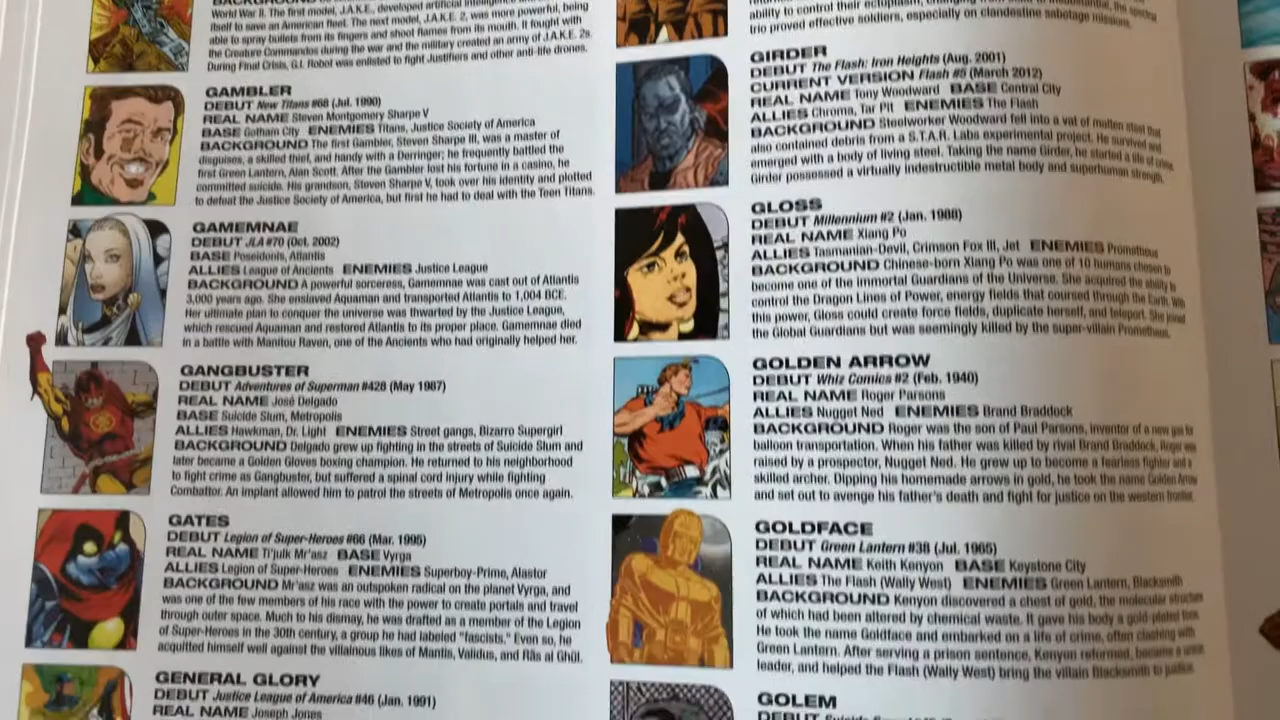 World War II. The first model, J.A.K.E., developed artificial
itself to save an American fleet. The next model, J.A.K.E. 2, was more powerful, being
able to spray bullets from its fingers and shoot flames from its mouth. It fought with
the Creature Commandos during the war and the military created an army of J.A.K.E. 2s.
During Final Crisis, G.I. Robot was enlisted to fight Justifiers and other anti-life drones.
GAMBLER
DEBUT New Titans #68 (Jul. 1990)
REAL NAME Steven Montgomery Sharpe V
BASE Gotham City ENEMIES Titans, Justice Society of America
BACKGROUND The first Gambler, Steven Sharpe III, was a master of
disguises, a skilled thief, and handy with a Derringer; he frequently battled the
first Green Lantern, Alan Scott. After the Gambler lost his fortune in a casino, he
committed suicide. His grandson, Steven Sharpe V, took over his identity and plotted
to defeat the Justice Society of America, but first he had to deal with the Teen Titans.
GAMEMNAE
DEBUT JLA #70 (Oct. 2002)
BASE Poseidonis, Atlantis
ALLIES League of Ancients ENEMIES Justice League
BACKGROUND A powerful sorceress, Gamemnae was cast out of Atlantis
3,000 years ago. She enslaved Aquaman and transported Atlantis to 1,004 BCE.
Her ultimate plan to conquer the universe was thwarted by the Justice League,
which rescued Aquaman and restored Atlantis to its proper place. Gamemnae died
in a battle with Manitou Raven, one of the Ancients who had originally helped her.
GANGBUSTER
DEBUT Adventures of Superman #428 (May 1987)
REAL NAME José Delgado
BASE Suicide Slum, Metropolis
ALLIES Hawkman, Dr. Light ENEMIES Street gangs, Bizarro Supergirl
BACKGROUND Delgado grew up fighting in the streets of Suicide Slum and
later became a Golden Gloves boxing champion. He returned to his neighborhood
to fight crime as Gangbuster, but suffered a spinal cord injury while fighting
Combattor. An implant allowed him to patrol the streets of Metropolis once again.
GATES
DEBUT Legion of Super-Heroes #66 (Mar. 1995)
REAL NAME Ti'julk Mr'asz BASE Vyrga
ALLIES Legion of Super-Heroes ENEMIES Superboy-Prime, Alastor
BACKGROUND Mr'asz was an outspoken radical on the planet Vyrga, and
was one of the few members of his race with the power to create portals and travel
through outer space. Much to his dismay, he was drafted as a member of the Legion
of Super-Heroes in the 30th century, a group he had labeled "fascists." Even so, he
acquitted himself well against the villainous likes of Mantis, Validus, and Rãs al Ghūl.
GENERAL GLORY
DEBUT Justice League of America #46 (Jan. 1991)
REAL NAME Joseph Jones
ability to control their ectoplasm, changing from
trio proved effective soldiers, especially on clandestine sabotage missions.
GIRDER
DEBUT The Flash: Iron Heights (Aug. 2001)
CURRENT VERSION Flash #5 (March 2012)
REAL NAME Tony Woodward BASE Central City
ALLIES Chroma, Tar Pit ENEMIES The Flash
BACKGROUND Steelworker Woodward fell into a vat of molten steel that
also contained debris from a S.T.A.R. Labs experimental project. He survived and
emerged with a body of living steel. Taking the name Girder, he started a life of crime.
Girder possessed a virtually indestructible metal body and superhuman strength.
GLOSS
DEBUT Millennium #2 (Jan. 1988)
REAL NAME Xiang Po
ALLIES Tasmanian-Devil, Crimson Fox III, Jet ENEMIES Prometheus
BACKGROUND Chinese-born Xiang Po was one of 10 humans chosen to
become one of the immortal Guardians of the Universe. She acquired the ability to
control the Dragon Lines of Power, energy fields that coursed through the Earth. With
this power, Gloss could create force fields, duplicate herself, and teleport. She joined
the Global Guardians but was seemingly killed by the super-villain Prometheus.
GOLDEN ARROW
DEBUT Whiz Comics #2 (Feb. 1940)
REAL NAME Roger Parsons
ALLIES Nugget Ned ENEMIES Brand Braddock
BACKGROUND Roger was the son of Paul Parsons, inventor of a new gas for
balloon transportation. When his father was killed by rival Brand Braddock, Roger was
raised by a prospector, Nugget Ned. He grew up to become a fearless fighter and a
skilled archer. Dipping his homemade arrows in gold, he took the name Golden Arrow
and set out to avenge his father's death and fight for justice on the western frontier.
GOLDFACE
DEBUT Green Lantern #38 (Jul. 1965)
REAL NAME Keith Kenyon BASE Keystone City
ALLIES The Flash (Wally West) ENEMIES Green Lantern, Blacksmith
BACKGROUND Kenyon discovered a chest of gold, the molecular structure
of which had been altered by chemical waste. It gave his body a gold-plated
He took the name Goldface and embarked on a life of crime, often clashing with
Green Lantern. After serving a prison sentence, Kenyon reformed, became a union
leader, and helped the Flash (Wally West) bring the villain Blacksmith to justice.
GOLEM
DEBUT